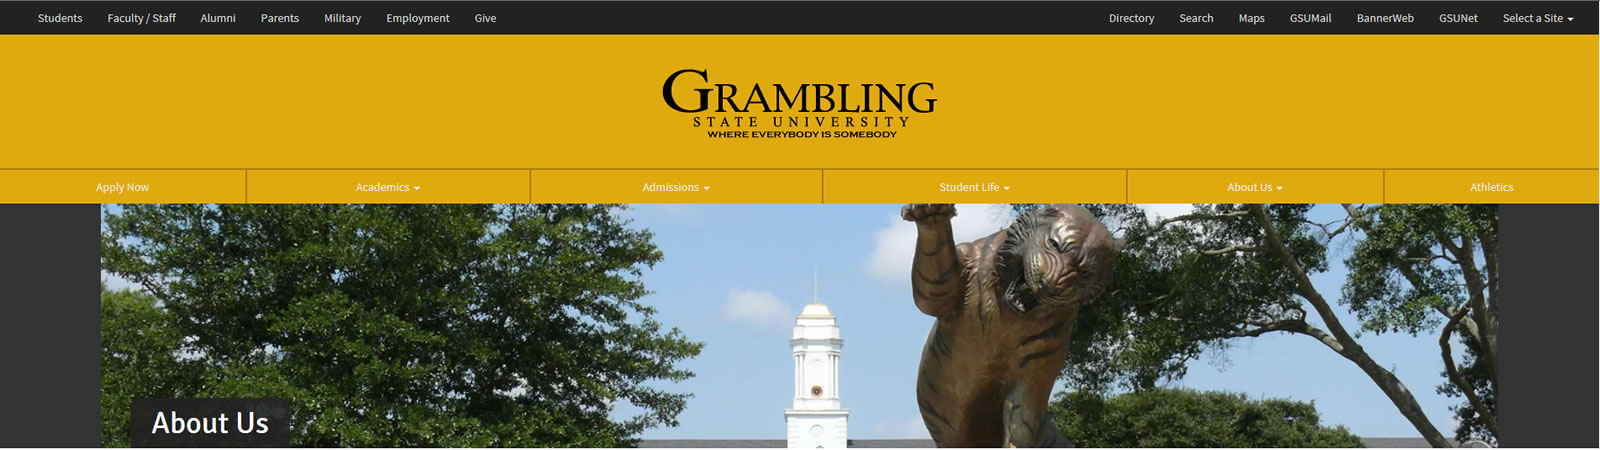 Students Faculty / Staff Alumni Parents Military Employment Give Directory Search Maps GSUMail BannerWeb GSUNet Select a Site
GRAMBLING
STATE UNIVERSITY
WHERE EVERYBODY IS SOMEBODY
Apply Now Academics Admissions Student Life About Us Athletics
About Us